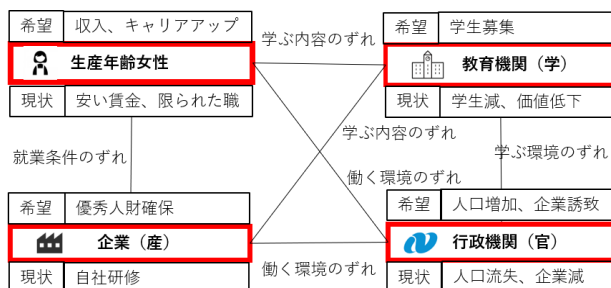 希望 収入、キャリアアップ
生産年齢女性
現状 安い賃金、限られた職
学ぶ内容のずれ
希望 学生募集
教育機関（学）
現状 学生減、価値低下
就業条件のずれ
学ぶ内容のずれ
学ぶ環境のずれ
働く環境のずれ
希望 優秀人財確保
企業（産）
現状 自社研修
働く環境のずれ
希望 人口増加、企業誘致
行政機関（官）
現状 人口流失、企業減